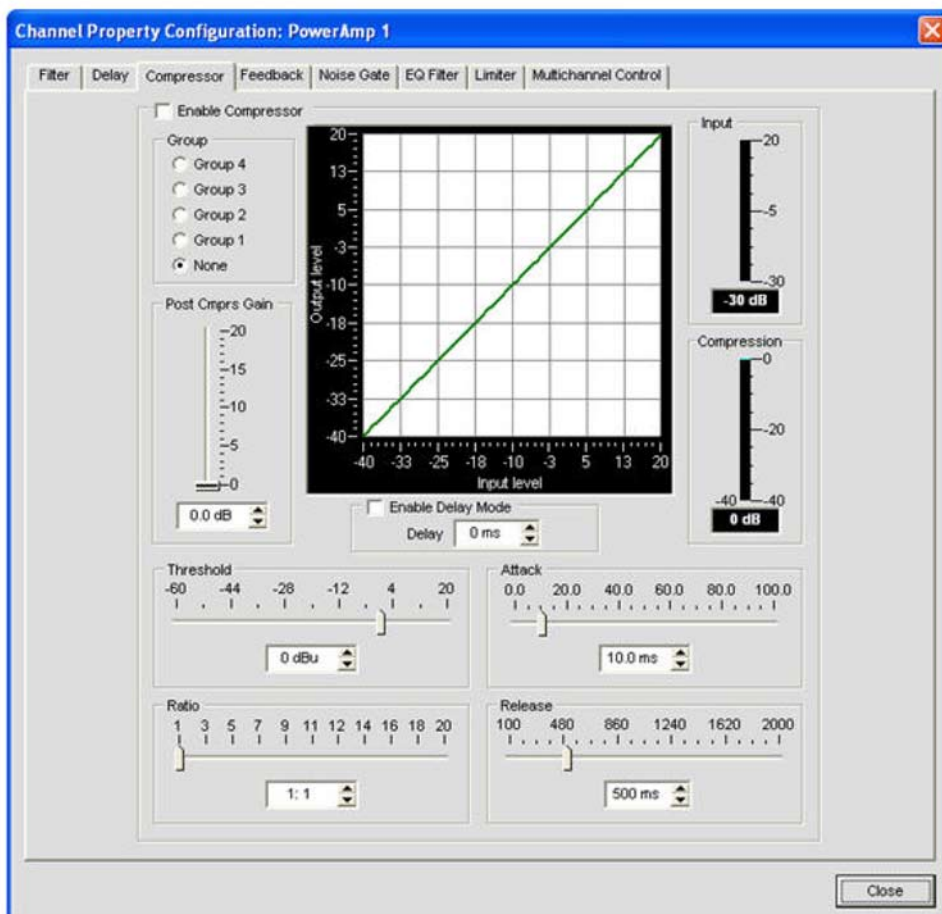 Channel Property Configuration: PowerAmp 1
Filter Delay Compressor Feedback Noise Gate EQ Filter Limiter Multichannel Control
Enable Compressor
Group
Group 4
Group 3
Group 2
Group 1
None
Post Cmprs Gain
20
15
10
5
0
0.0 dB
Output level
20
13
5
-3
-10
-18
-25
-33
-40
-40 -33 -25 -18 -10 -3 5 13 20
Input level
Enable Delay Mode
Delay 0 ms
Input
20
-5
-30
-30 dB
Compression
0
-20
-40 -40
0 dB
Threshold
-60 -44 -28 -12 4 20
0 dBu
Attack
0.0 20.0 40.0 60.0 80.0 100.0
10.0 ms
Ratio
1 3 5 7 9 11 12 14 16 18 20
1: 1
Release
100 480 860 1240 1620 2000
500 ms
Close